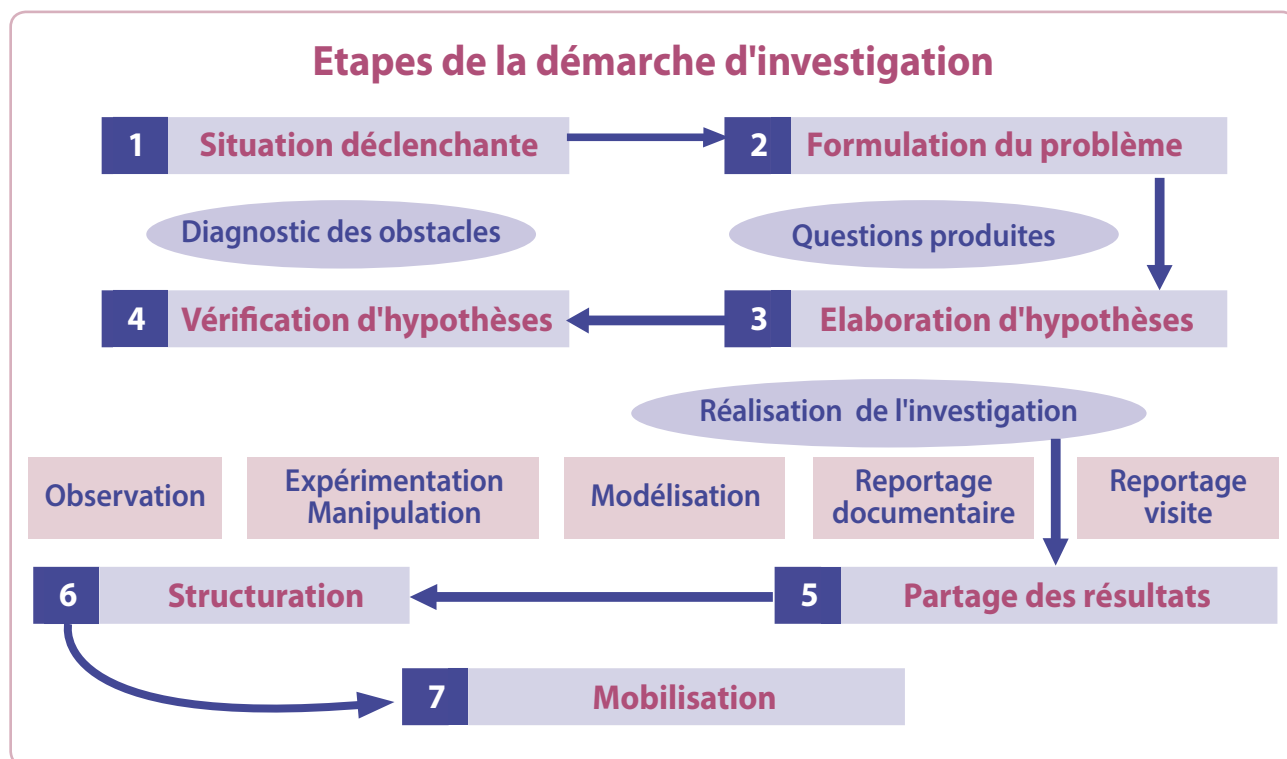 Etapes de la démarche d'investigation
1 Situation déclenchante
2 Formulation du problème
Diagnostic des obstacles
Questions produites
4 Vérification d'hypothèses
3 Elaboration d'hypothèses
Réalisation de l'investigation
Observation
Expérimentation
Manipulation
Modélisation
Reportage
documentaire
Reportage
visite
6 Structuration
5 Partage des résultats
7 Mobilisation